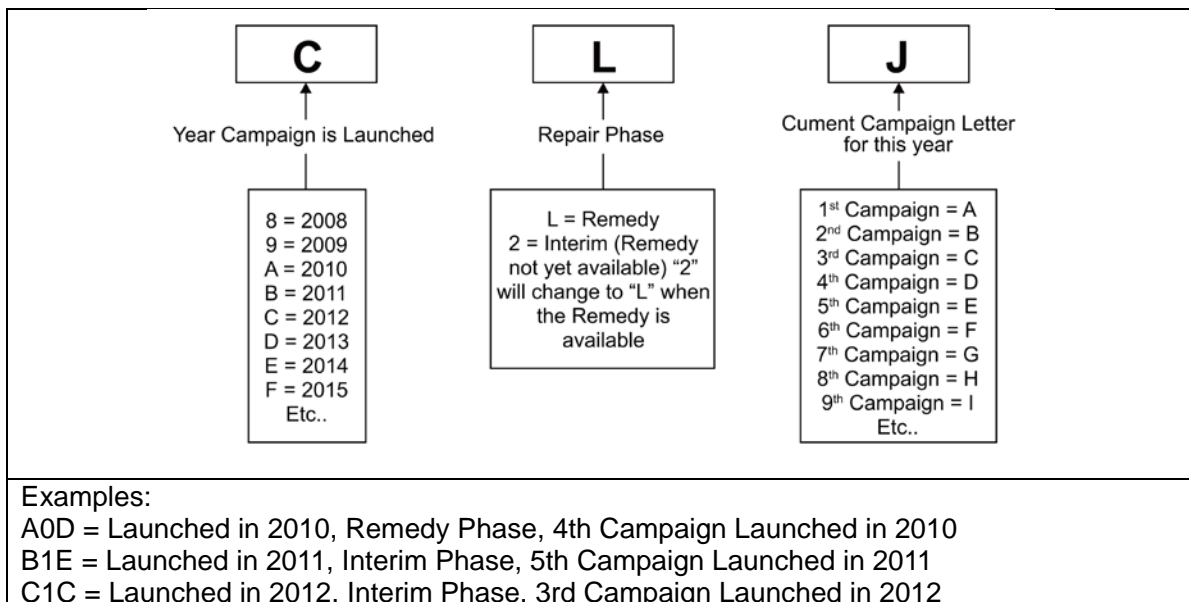 C
L
J
Year Campaign is Launched
Repair Phase
Cument Campaign Letter
for this year
8 = 2008
9 = 2009
A = 2010
B = 2011
C = 2012
D = 2013
E = 2014
F = 2015
Etc..
L = Remedy
2 = Interim (Remedy
not yet available) “2”
will change to “L” when
the Remedy is
available
1st Campaign = A
2nd Campaign = B
3rd Campaign = C
4th Campaign = D
5th Campaign = E
6th Campaign = F
7th Campaign = G
8th Campaign = H
9th Campaign = I
Etc..
Examples:
A0D = Launched in 2010, Remedy Phase, 4th Campaign Launched in 2010
B1E = Launched in 2011, Interim Phase, 5th Campaign Launched in 2011
C1C = Launched in 2012, Interim Phase, 3rd Campaign Launched in 2012